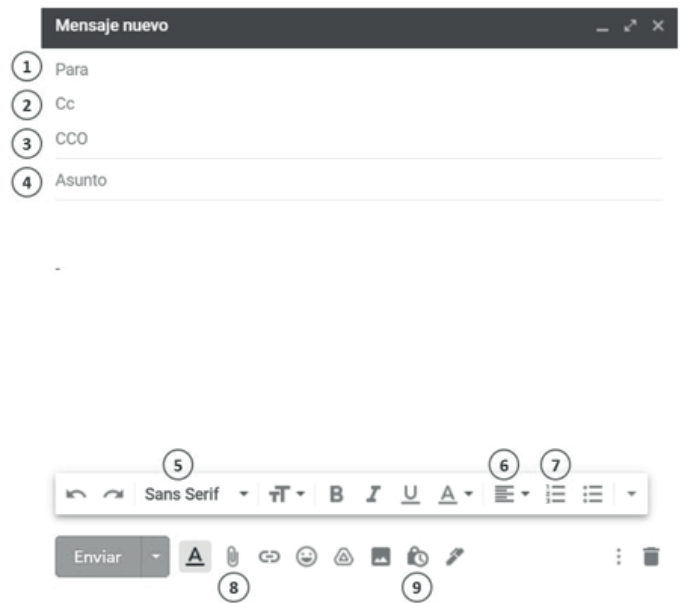 Mensaje nuevo
1 Para
2 Cc
3 CCO
4 Asunto
-
5 6 7
Sans Serif B I U A
Enviar A
8 9